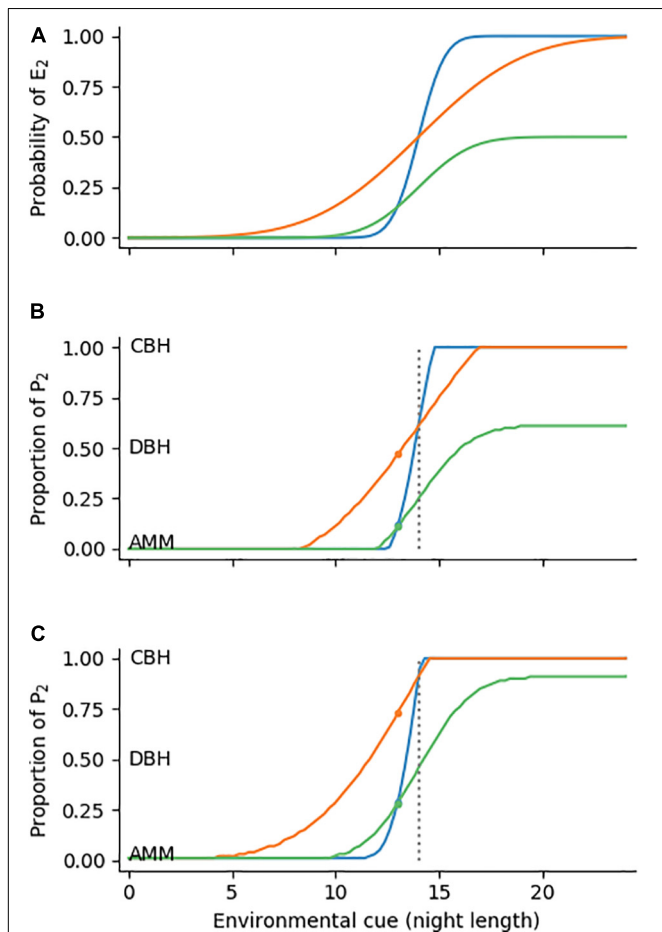 A
Probability of E2
1.00
0.75
0.50
0.25
0.00
B
Proportion of P2
1.00
0.75
0.50
0.25
0.00
CBH
DBH
AMM
C
Proportion of P2
1.00
0.75
0.50
0.25
0.00
CBH
DBH
AMM
0 5 10 15 20
Environmental cue (night length)